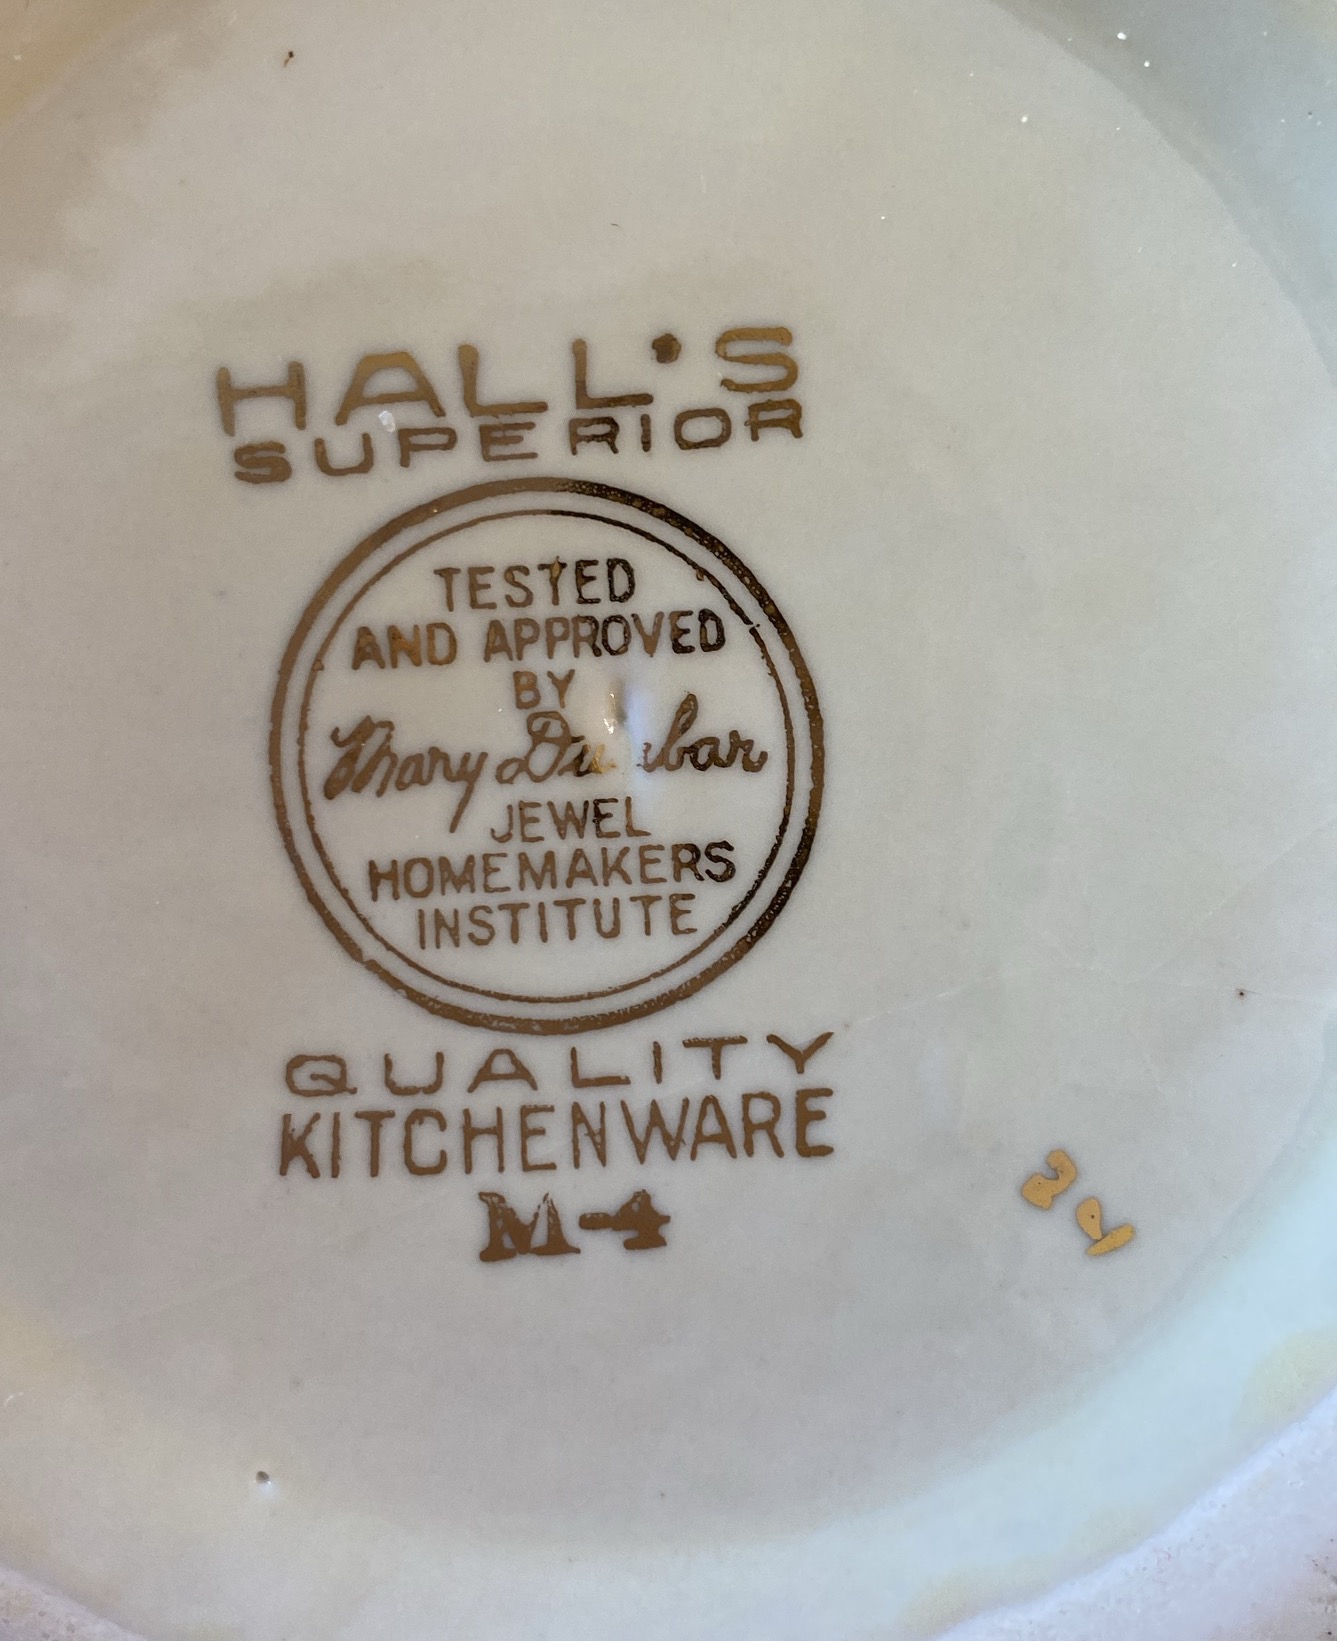 HALL'S
SUPERIOR
TESTED
AND APPROVED
BY
Mary Dunbar
JEWEL
HOMEMAKERS
INSTITUTE
QUALITY
KITCHENWARE
M-4